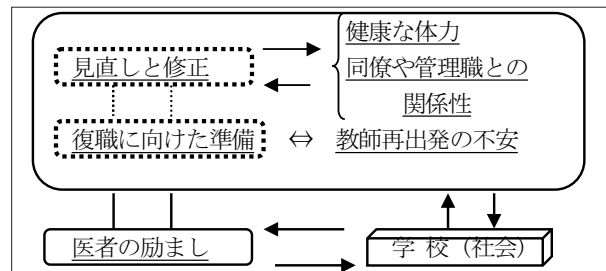 健康な体力
見直しと修正
同僚や管理職との
関係性
復職に向けた準備 ⇔ 教師再出発の不安
医者の励まし
学 校（社会）